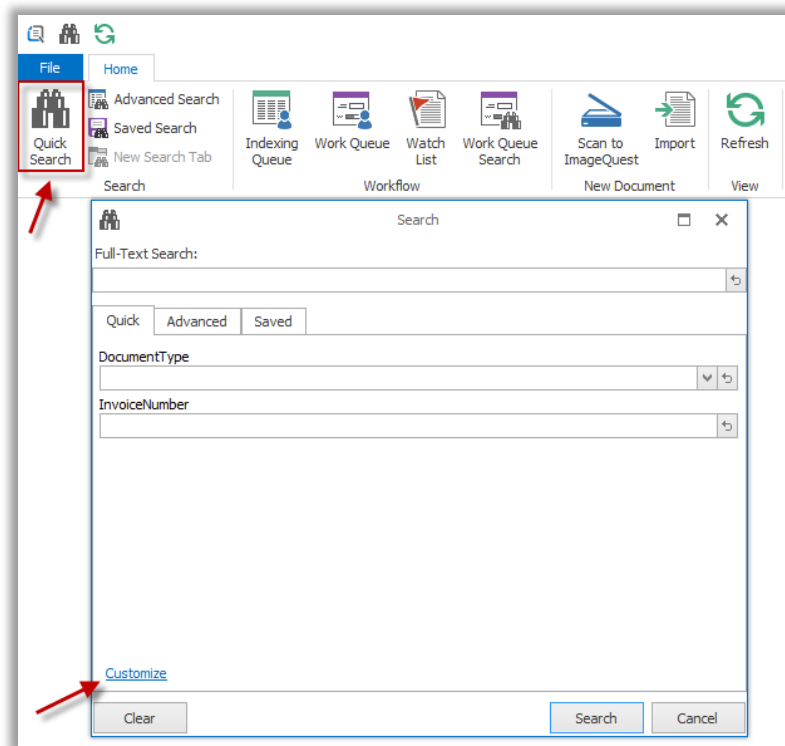 File Home
Quick Search
Advanced Search
Saved Search
New Search Tab
Search
Indexing Queue
Work Queue
Watch List
Work Queue Search
Workflow
Scan to ImageQuest
Import
New Document
Refresh
View
Search
Full-Text Search:
Quick Advanced Saved
DocumentType
InvoiceNumber
Customize
Clear Search Cancel